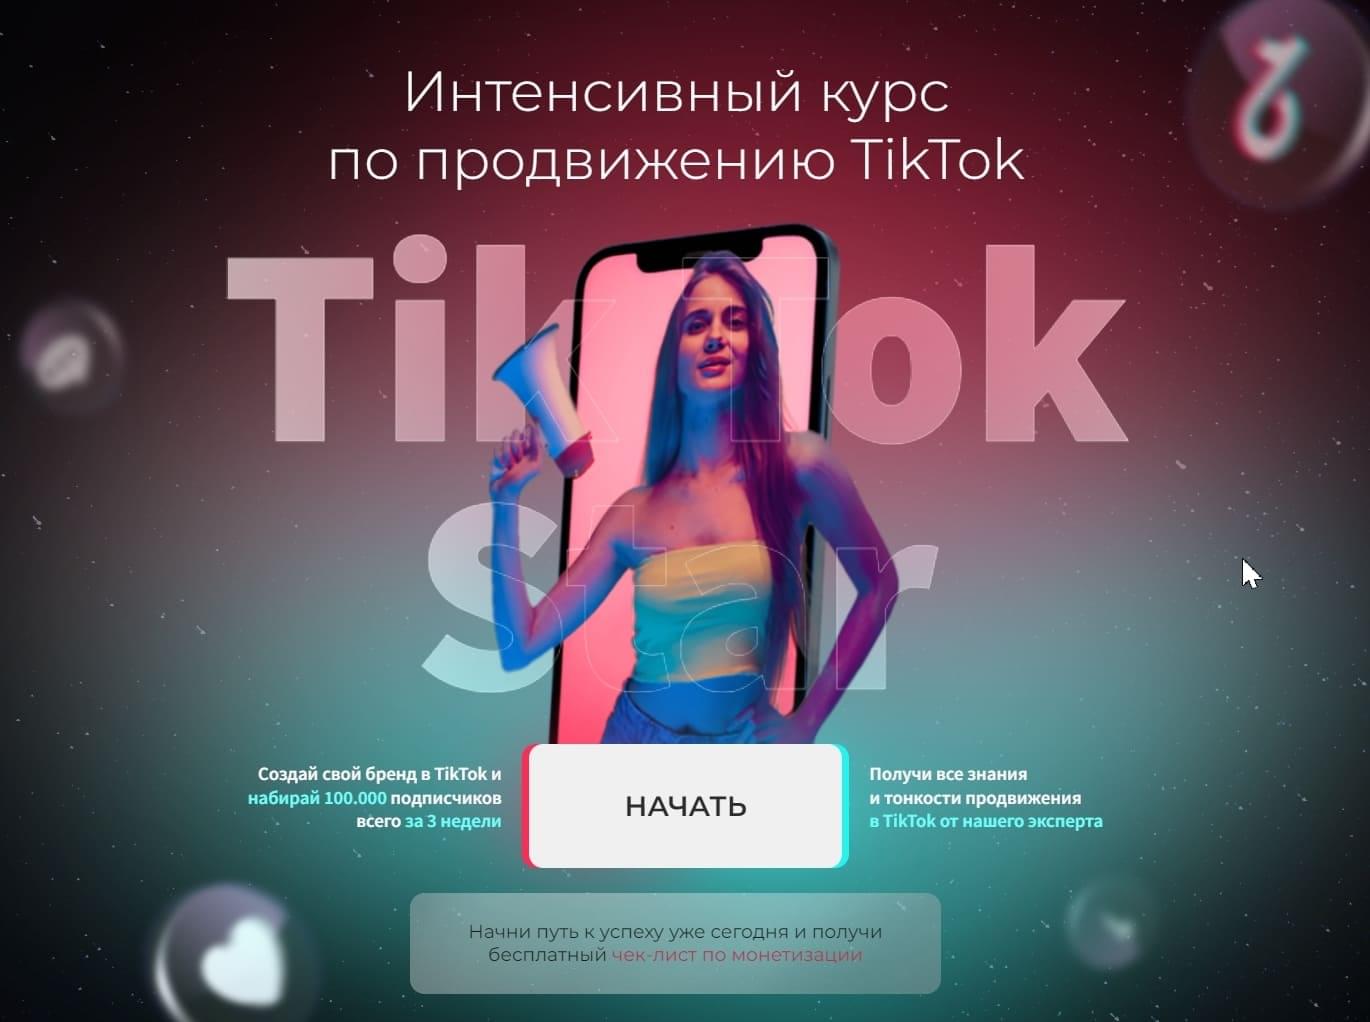 Интенсивный курс
по продвижению TikTok
Tik Tok
Star
Создай свой бренд в TikTok и
набирай 100.000 подписчиков
всего за 3 недели
НАЧАТЬ
Получи все знания
и тонкости продвижения
в TikTok от нашего эксперта
Начни путь к успеху уже сегодня и получи
бесплатный чек-лист по монетизации